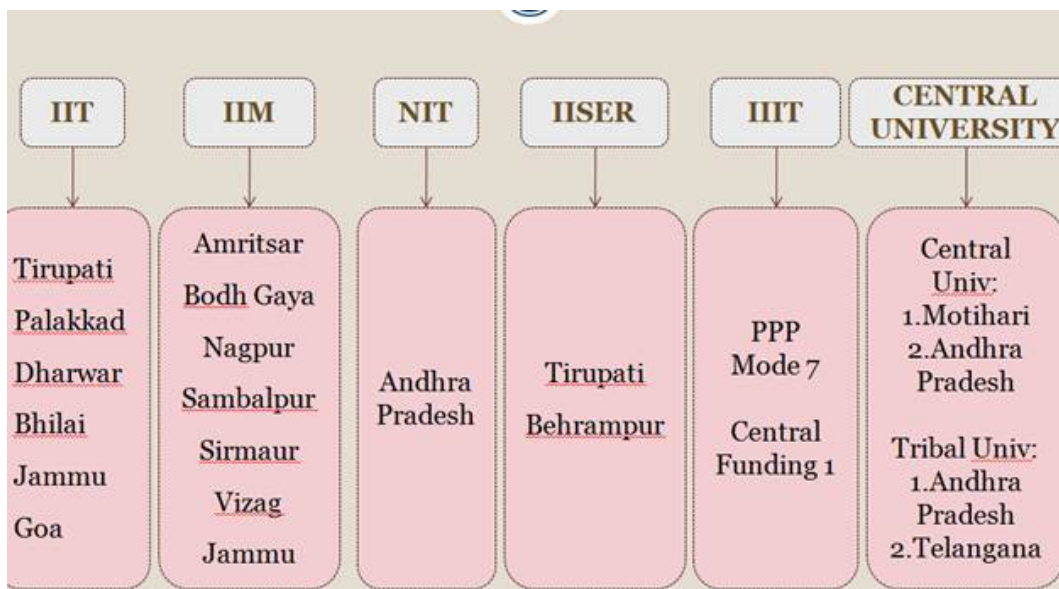 IIT
IIM
NIT
IISER
IIIT
CENTRAL
UNIVERSITY
Tirupati
Palakkad
Dharwar
Bhilai
Jammu
Goa
Amritsar
Bodh Gaya
Nagpur
Sambalpur
Sirmaur
Vizag
Jammu
Andhra
Pradesh
Tirupati
Behrampur
PPP
Mode 7
Central
Funding 1
Central
Univ:
1.Motihari
2.Andhra
Pradesh
Tribal Univ:
1.Andhra
Pradesh
2.Telangana